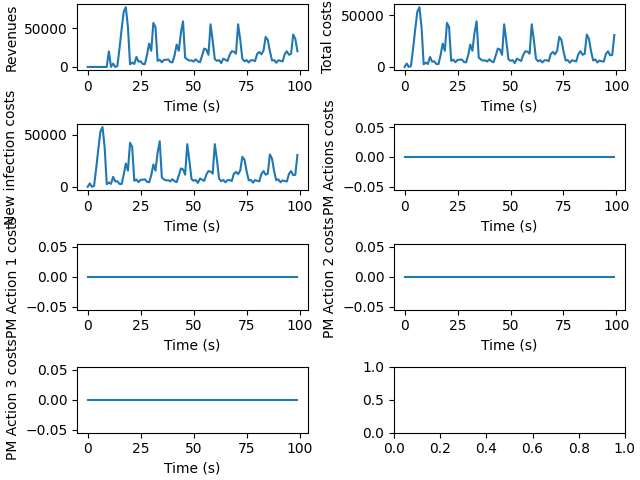 Revenues
50000
0
0 25 50 75 100
Time (s)
Total costs
50000
0
0 25 50 75 100
Time (s)
New infection costs
50000
0
0 25 50 75 100
Time (s)
PM Actions costs
0.05
0.00
−0.05
0 25 50 75 100
Time (s)
PM Action 1 costs
0.05
0.00
−0.05
0 25 50 75 100
Time (s)
PM Action 2 costs
0.05
0.00
−0.05
0 25 50 75 100
Time (s)
PM Action 3 costs
0.05
0.00
−0.05
0 25 50 75 100
Time (s)
1.0
0.5
0.0
0.0 0.2 0.4 0.6 0.8 1.0